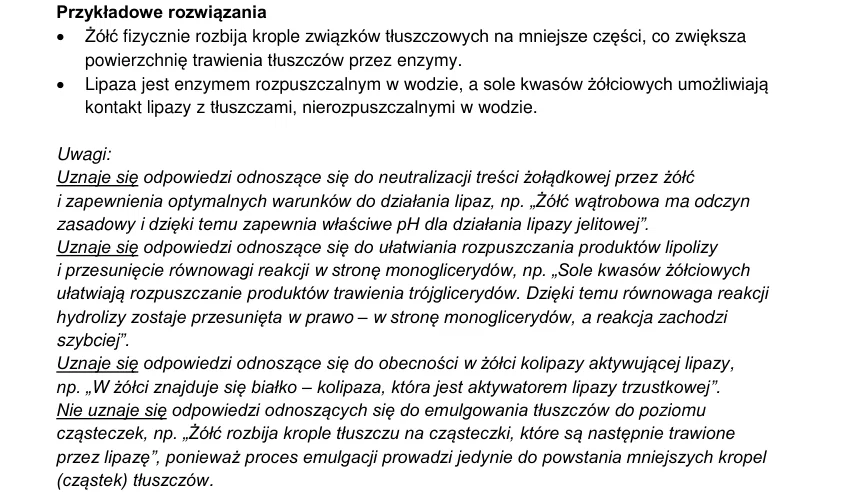 Przykładowe rozwiązania
• Żółć fizycznie rozbija krople związków tłuszczowych na mniejsze części, co zwiększa
powierzchnię trawienia tłuszczów przez enzymy.
• Lipaza jest enzymem rozpuszczalnym w wodzie, a sole kwasów żółciowych umożliwiają
kontakt lipazy z tłuszczami, nierozpuszczalnymi w wodzie.
Uwagi:
Uznaje się odpowiedzi odnoszące się do neutralizacji treści żołądkowej przez żółć
i zapewnienia optymalnych warunków do działania lipaz, np. „Żółć wątrobowa ma odczyn
zasadowy i dzięki temu zapewnia właściwe pH dla działania lipazy jelitowej”.
Uznaje się odpowiedzi odnoszące się do ułatwiania rozpuszczania produktów lipolizy
i przesunięcie równowagi reakcji w stronę monoglicerydów, np. „Sole kwasów żółciowych
ułatwiają rozpuszczanie produktów trawienia trójglicerydów. Dzięki temu równowaga reakcji
hydrolizy zostaje przesunięta w prawo – w stronę monoglicerydów, a reakcja zachodzi
szybciej”.
Uznaje się odpowiedzi odnoszące się do obecności w żółci kolipazy aktywującej lipazy,
np. „W żółci znajduje się białko – kolipaza, która jest aktywatorem lipazy trzustkowej”.
Nie uznaje się odpowiedzi odnoszących się do emulgowania tłuszczów do poziomu
cząsteczek, np. „Żółć rozbija krople tłuszczu na cząsteczki, które są następnie trawione
przez lipazę”, ponieważ proces emulgacji prowadzi jedynie do powstania mniejszych kropel
(cząstek) tłuszczów.